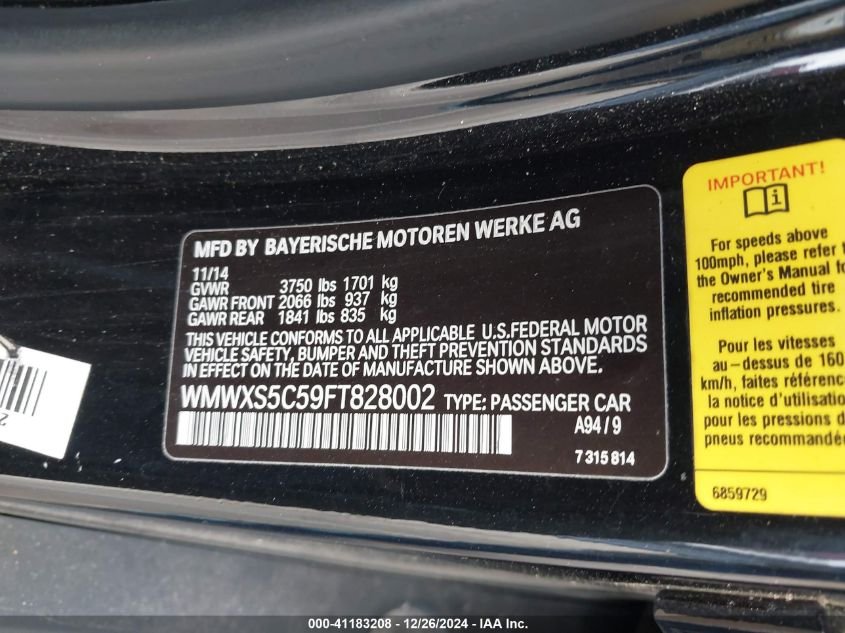 MFD BY BAYERISCHE MOTOREN WERKE AG
11/14
GVWR 3750 lbs 1701 kg
GAWR FRONT 2066 lbs 937 kg
GAWR REAR 1841 lbs 835 kg
THIS VEHICLE CONFORMS TO ALL APPLICABLE U.S.FEDERAL MOTOR
VEHICLE SAFETY, BUMPER AND THEFT PREVENTION STANDARDS
IN EFFECT ON THE DATE OF MANUFACTURE SHOWN ABOVE.
WMWXS5C59FT828002 TYPE: PASSENGER CAR
A94/9
7 315 814
IMPORTANT!
For speeds above
100mph, please refer
the Owner's Manual
recommended tire
inflation pressures.
Pour les vitesses
au-dessus de 160
km/h, faites
la notice d'utilisation
pour les pressions
pneus
6859729
000-41183208 - 12/26/2024 - IAA Inc.